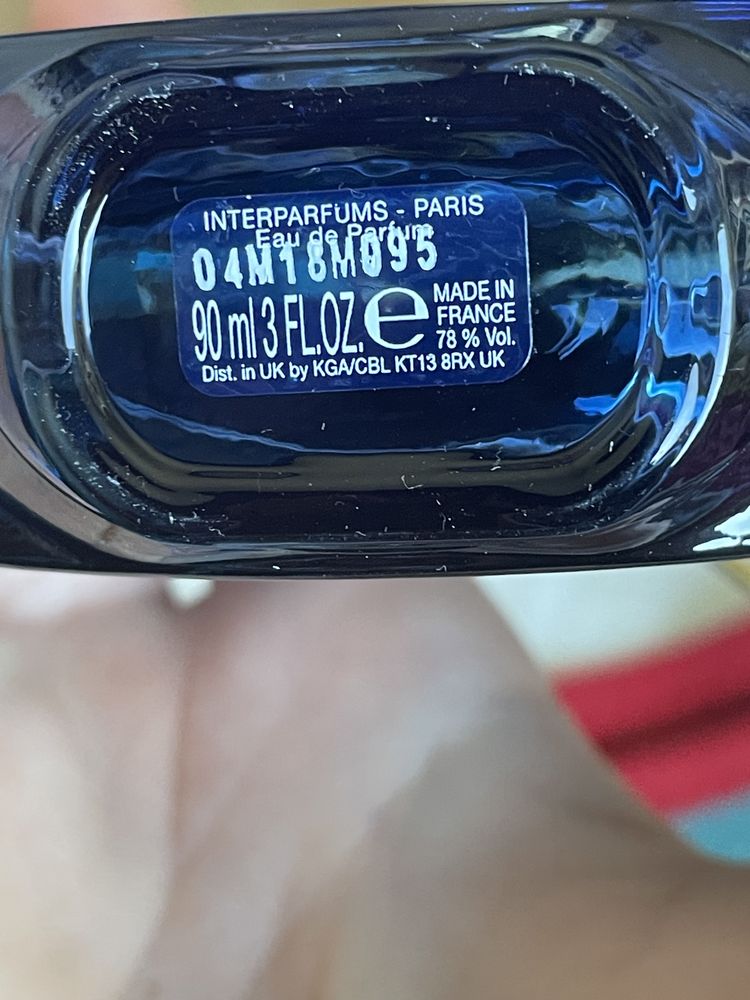 INTERPARFUMS - PARIS
Eau de Parfum
04M18M095
90 ml 3 FL.OZ. e
MADE IN
FRANCE
78 % Vol.
Dist. in UK by KGA/CBL KT13 8RX UK